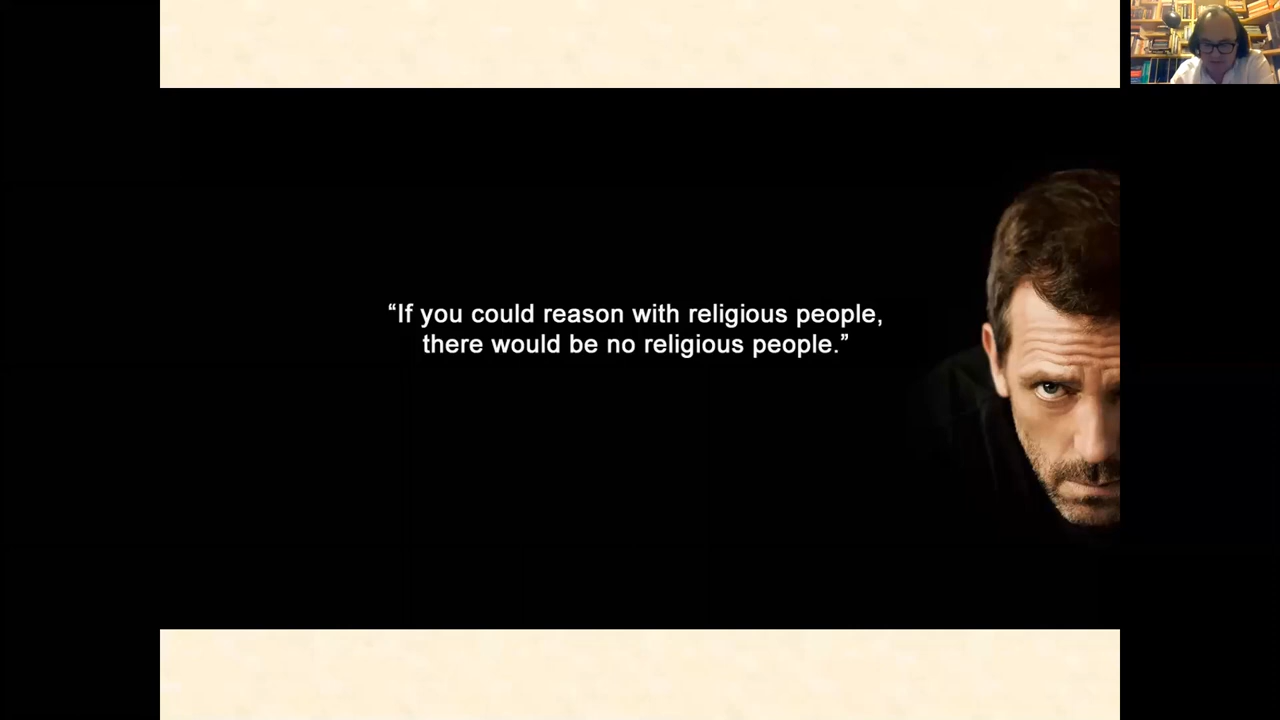 “If you could reason with religious people,
there would be no religious people.”